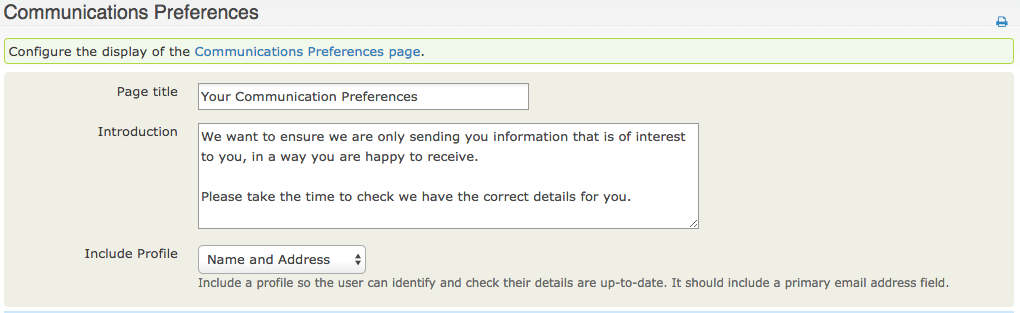 Communications Preferences
Configure the display of the Communications Preferences page.
Page title
Your Communication Preferences
Introduction
We want to ensure we are only sending you information that is of interest
to you, in a way you are happy to receive.
Please take the time to check we have the correct details for you.
Include Profile
Name and Address
Include a profile so the user can identify and check their details are up-to-date. It should include a primary email address field.